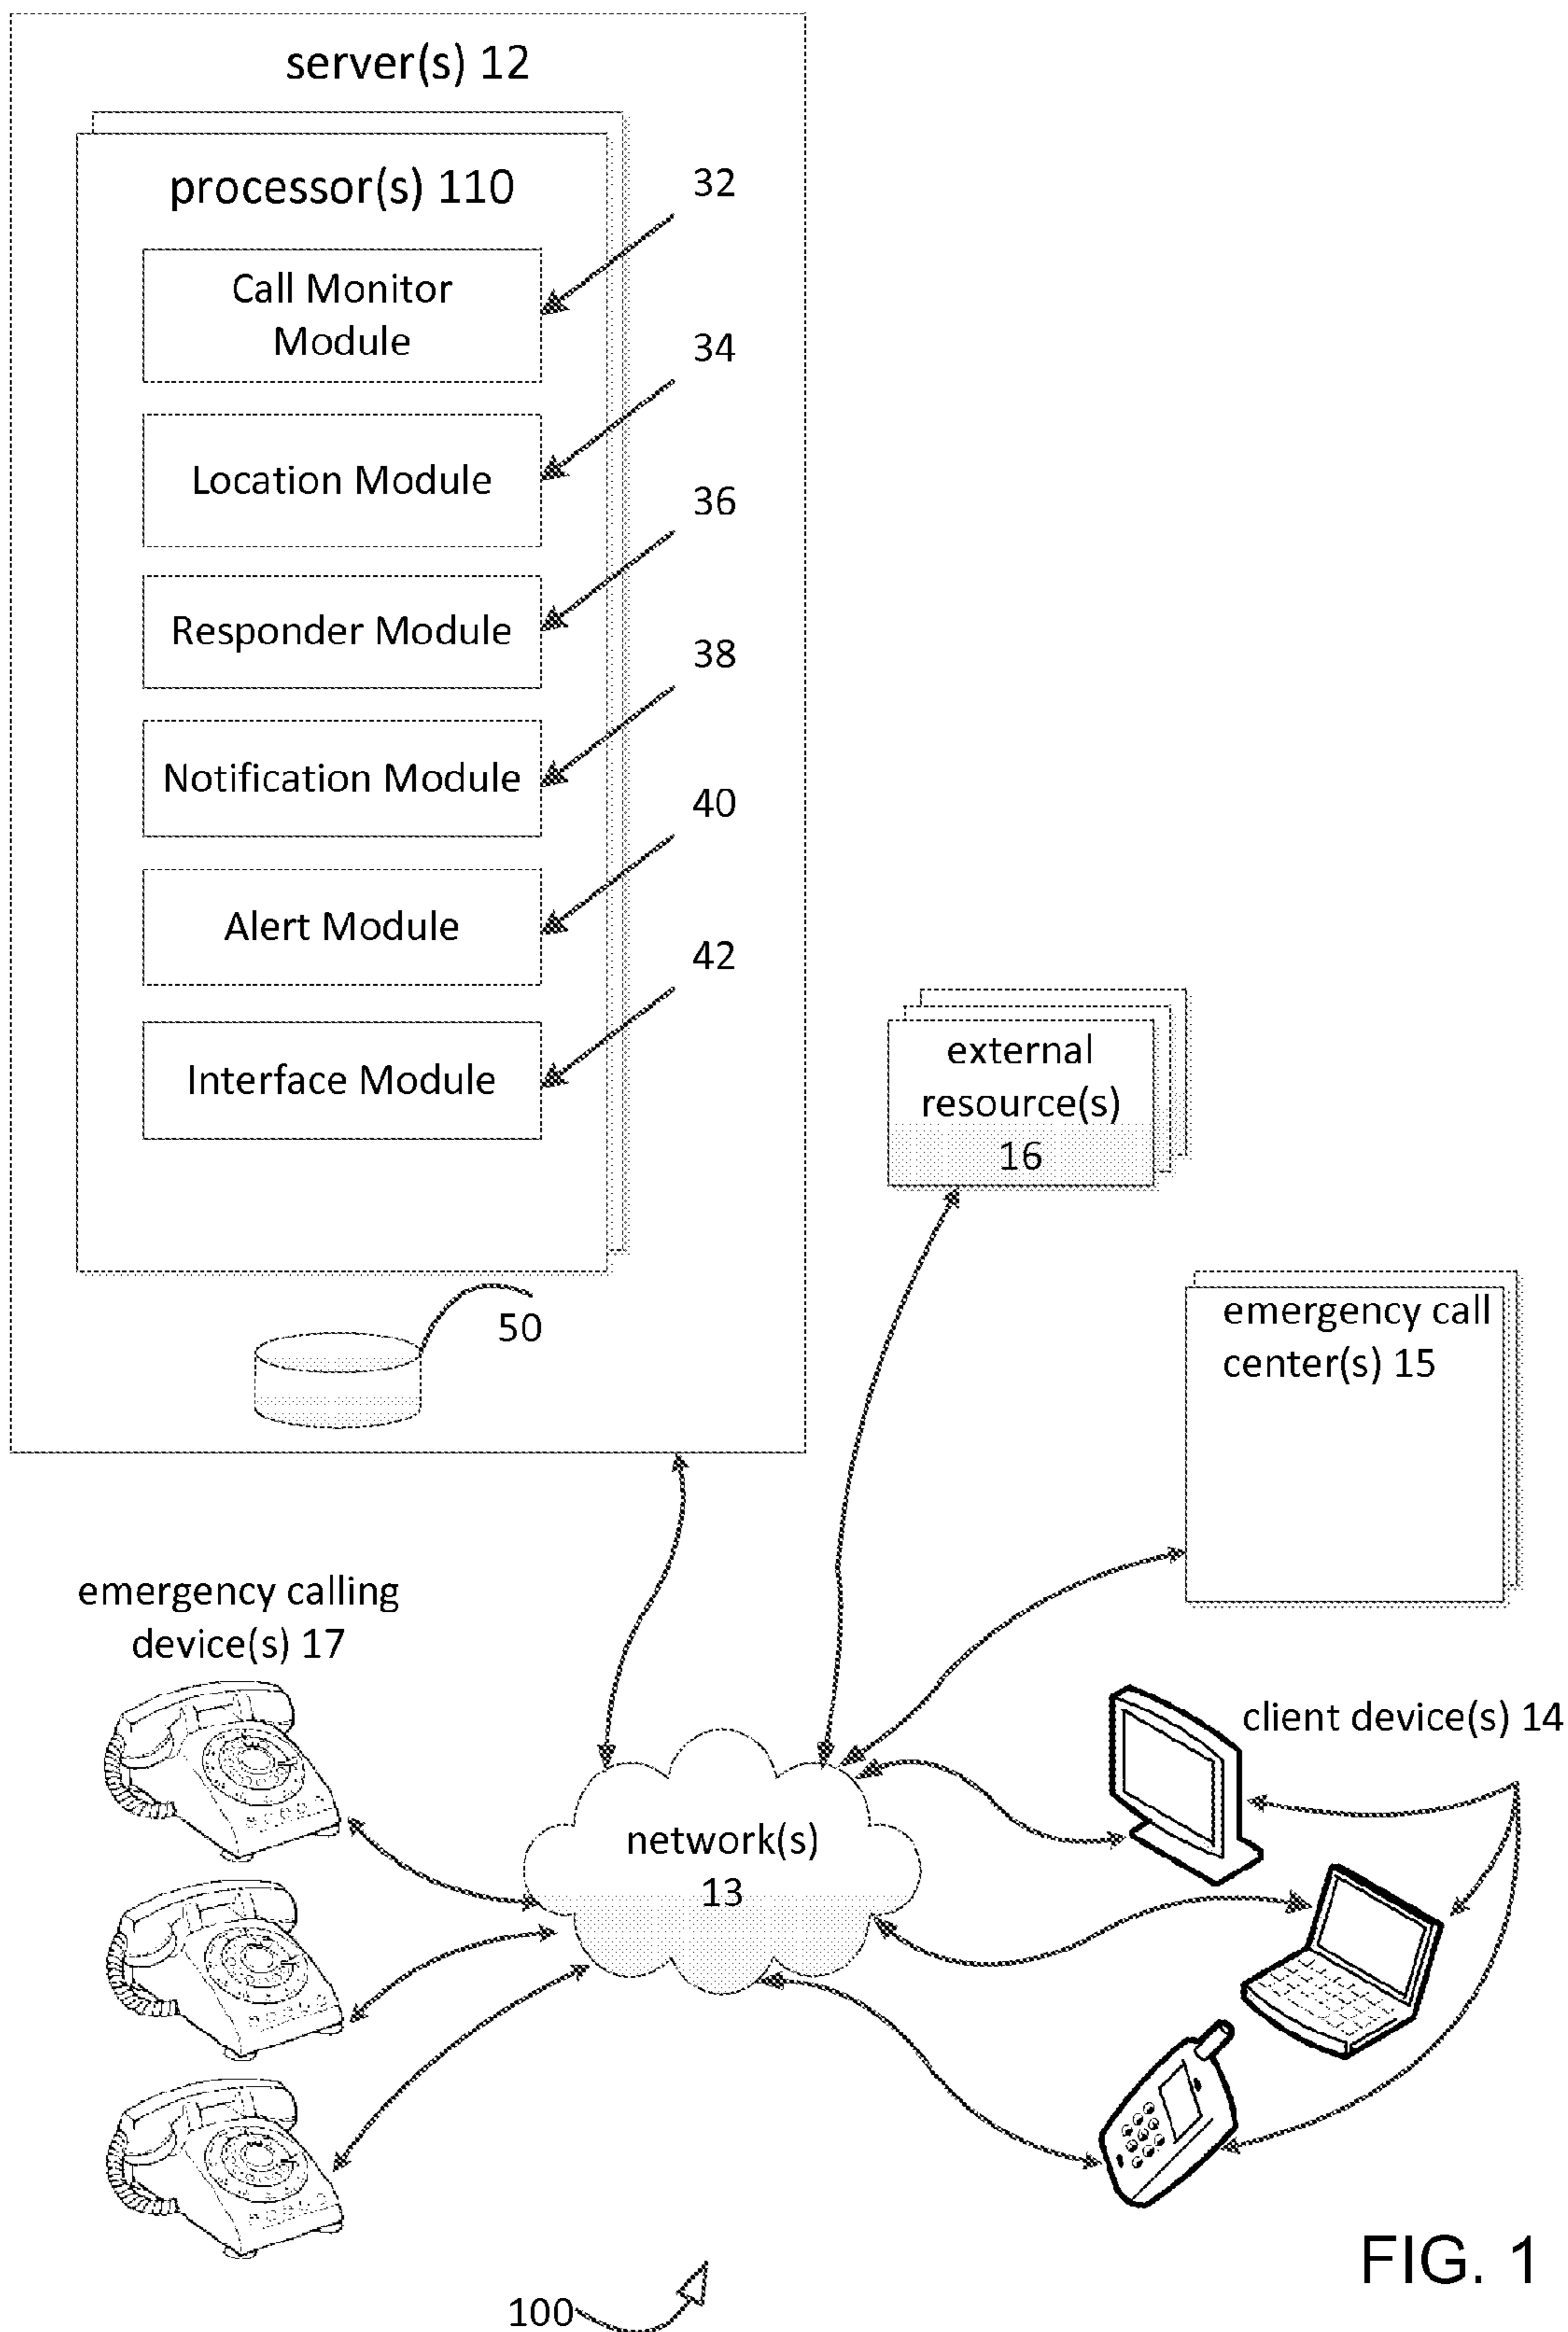 server(s) 12
processor(s) 110
32
Call Monitor
Module
34
Location Module
36
Responder Module
38
Notification Module
40
Alert Module
42
Interface Module
50
external
resource(s)
16
emergency call
center(s) 15
emergency calling
device(s) 17
client device(s) 14
network(s)
13
FIG. 1
100